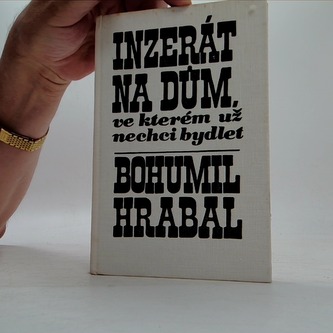 INZERÁT
NA DŮM,
ve kterém už
nechci bydlet
BOHUMIL
HRABAL